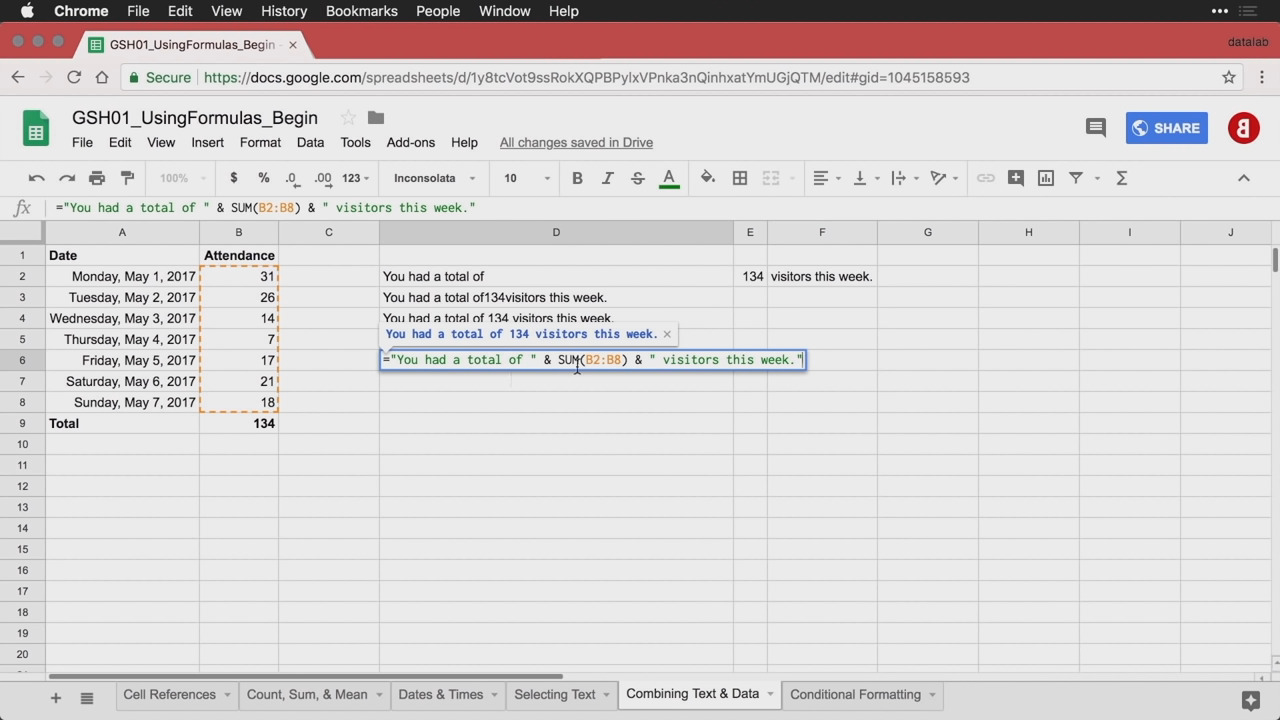 Chrome File Edit View History Bookmarks People Window Help
GSH01_UsingFormulas_Begin - ×
datalab
Secure https://docs.google.com/spreadsheets/d/1y8tcVot9ssRokXQPBPylxVPnka3nQinhxatYmUGjQTM/edit#gid=1045158593
GSH01_UsingFormulas_Begin
File Edit View Insert Format Data Tools Add-ons Help All changes saved in Drive
SHARE
100% $ % .0 .00 123 Inconsolata 10 B I S A Σ
fx ="You had a total of " & SUM(B2:B8) & " visitors this week."
A B C D E F G H I J
1 Date Attendance
2 Monday, May 1, 2017 31 You had a total of 134 visitors this week.
3 Tuesday, May 2, 2017 26 You had a total of134visitors this week.
4 Wednesday, May 3, 2017 14 You had a total of 134 visitors this week.
5 Thursday, May 4, 2017 7 You had a total of 134 visitors this week. ×
6 Friday, May 5, 2017 17 ="You had a total of " & SUM(B2:B8) & " visitors this week."
7 Saturday, May 6, 2017 21
8 Sunday, May 7, 2017 18
9 Total 134
10
11
12
13
14
15
16
17
18
19
20
+ Cell References Count, Sum, & Mean Dates & Times Selecting Text Combining Text & Data Conditional Formatting